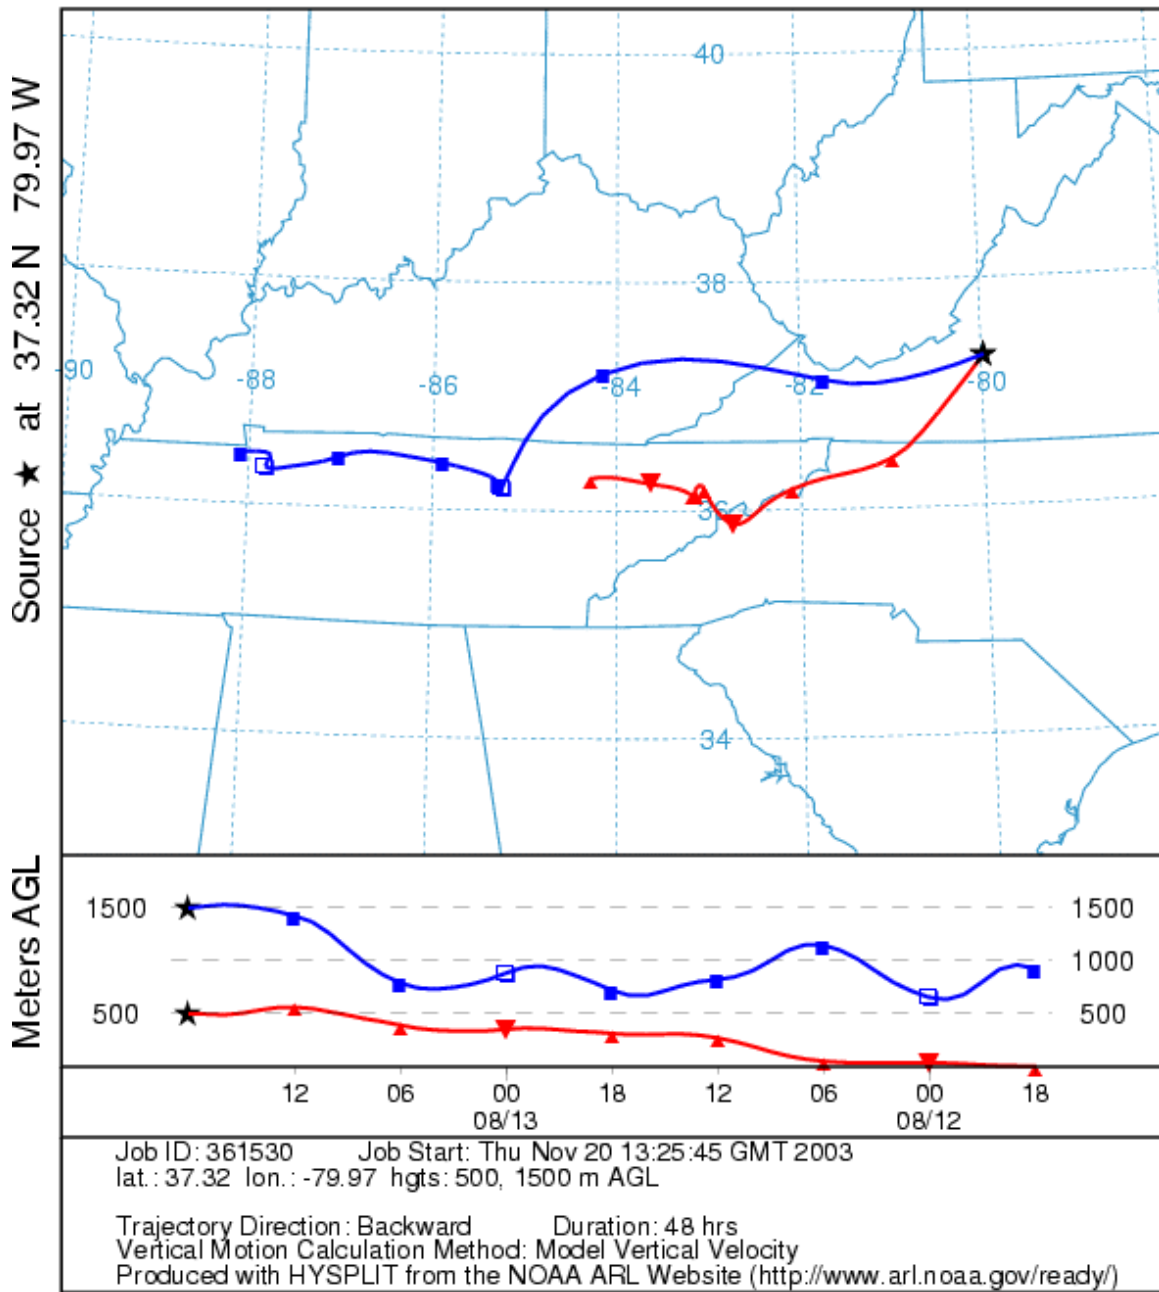 Source ★ at 37.32 N 79.97 W
40
38
-90
-88
-86
-84
-82
-80
36
34
Meters AGL
1500
1500
1000
500
500
12 06 00 18 12 06 00 18
08/13 08/12
Job ID: 361530 Job Start: Thu Nov 20 13:25:45 GMT 2003
lat.: 37.32 lon.: -79.97 hgts: 500, 1500 m AGL
Trajectory Direction: Backward Duration: 48 hrs
Vertical Motion Calculation Method: Model Vertical Velocity
Produced with HYSPLIT from the NOAA ARL Website (http://www.arl.noaa.gov/ready/)